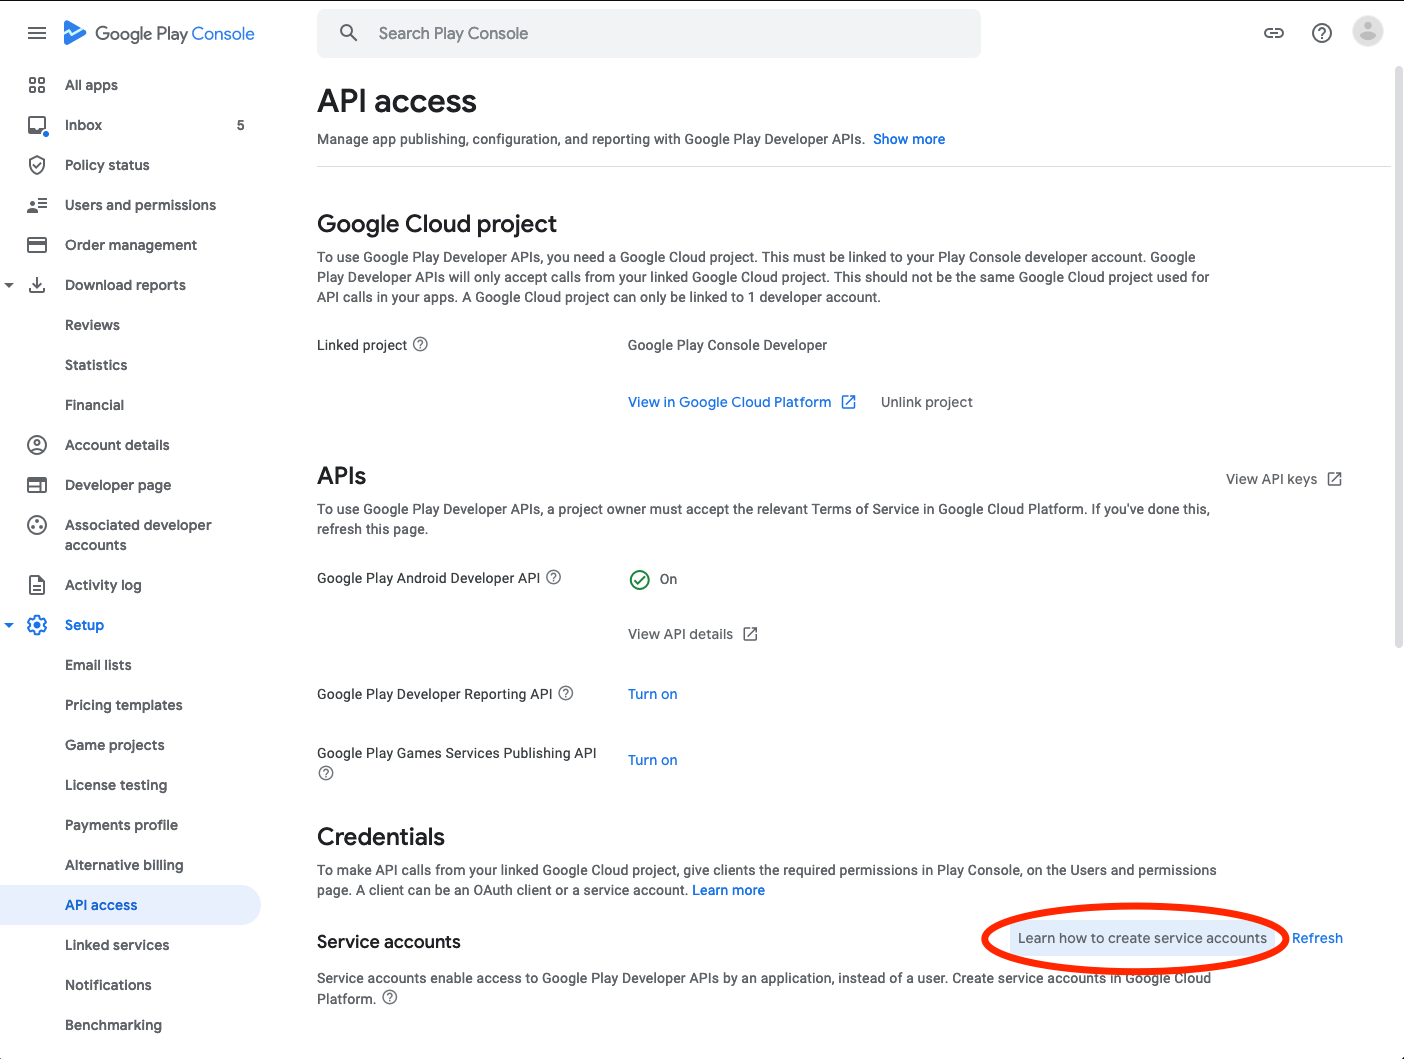 Google Play Console
Search Play Console
All apps
Inbox 5
Policy status
Users and permissions
Order management
Download reports
Reviews
Statistics
Financial
Account details
Developer page
Associated developer
accounts
Activity log
Setup
Email lists
Pricing templates
Game projects
License testing
Payments profile
Alternative billing
API access
Linked services
Notifications
Benchmarking
API access
Manage app publishing, configuration, and reporting with Google Play Developer APIs. Show more
Google Cloud project
To use Google Play Developer APIs, you need a Google Cloud project. This must be linked to your Play Console developer account. Google
Play Developer APIs will only accept calls from your linked Google Cloud project. This should not be the same Google Cloud project used for
API calls in your apps. A Google Cloud project can only be linked to 1 developer account.
Linked project Google Play Console Developer
View in Google Cloud Platform Unlink project
APIs View API keys
To use Google Play Developer APIs, a project owner must accept the relevant Terms of Service in Google Cloud Platform. If you've done this,
refresh this page.
Google Play Android Developer API On
View API details
Google Play Developer Reporting API Turn on
Google Play Games Services Publishing API Turn on
Credentials
To make API calls from your linked Google Cloud project, give clients the required permissions in Play Console, on the Users and permissions
page. A client can be an OAuth client or a service account. Learn more
Service accounts Learn how to create service accounts Refresh
Service accounts enable access to Google Play Developer APIs by an application, instead of a user. Create service accounts in Google Cloud
Platform.